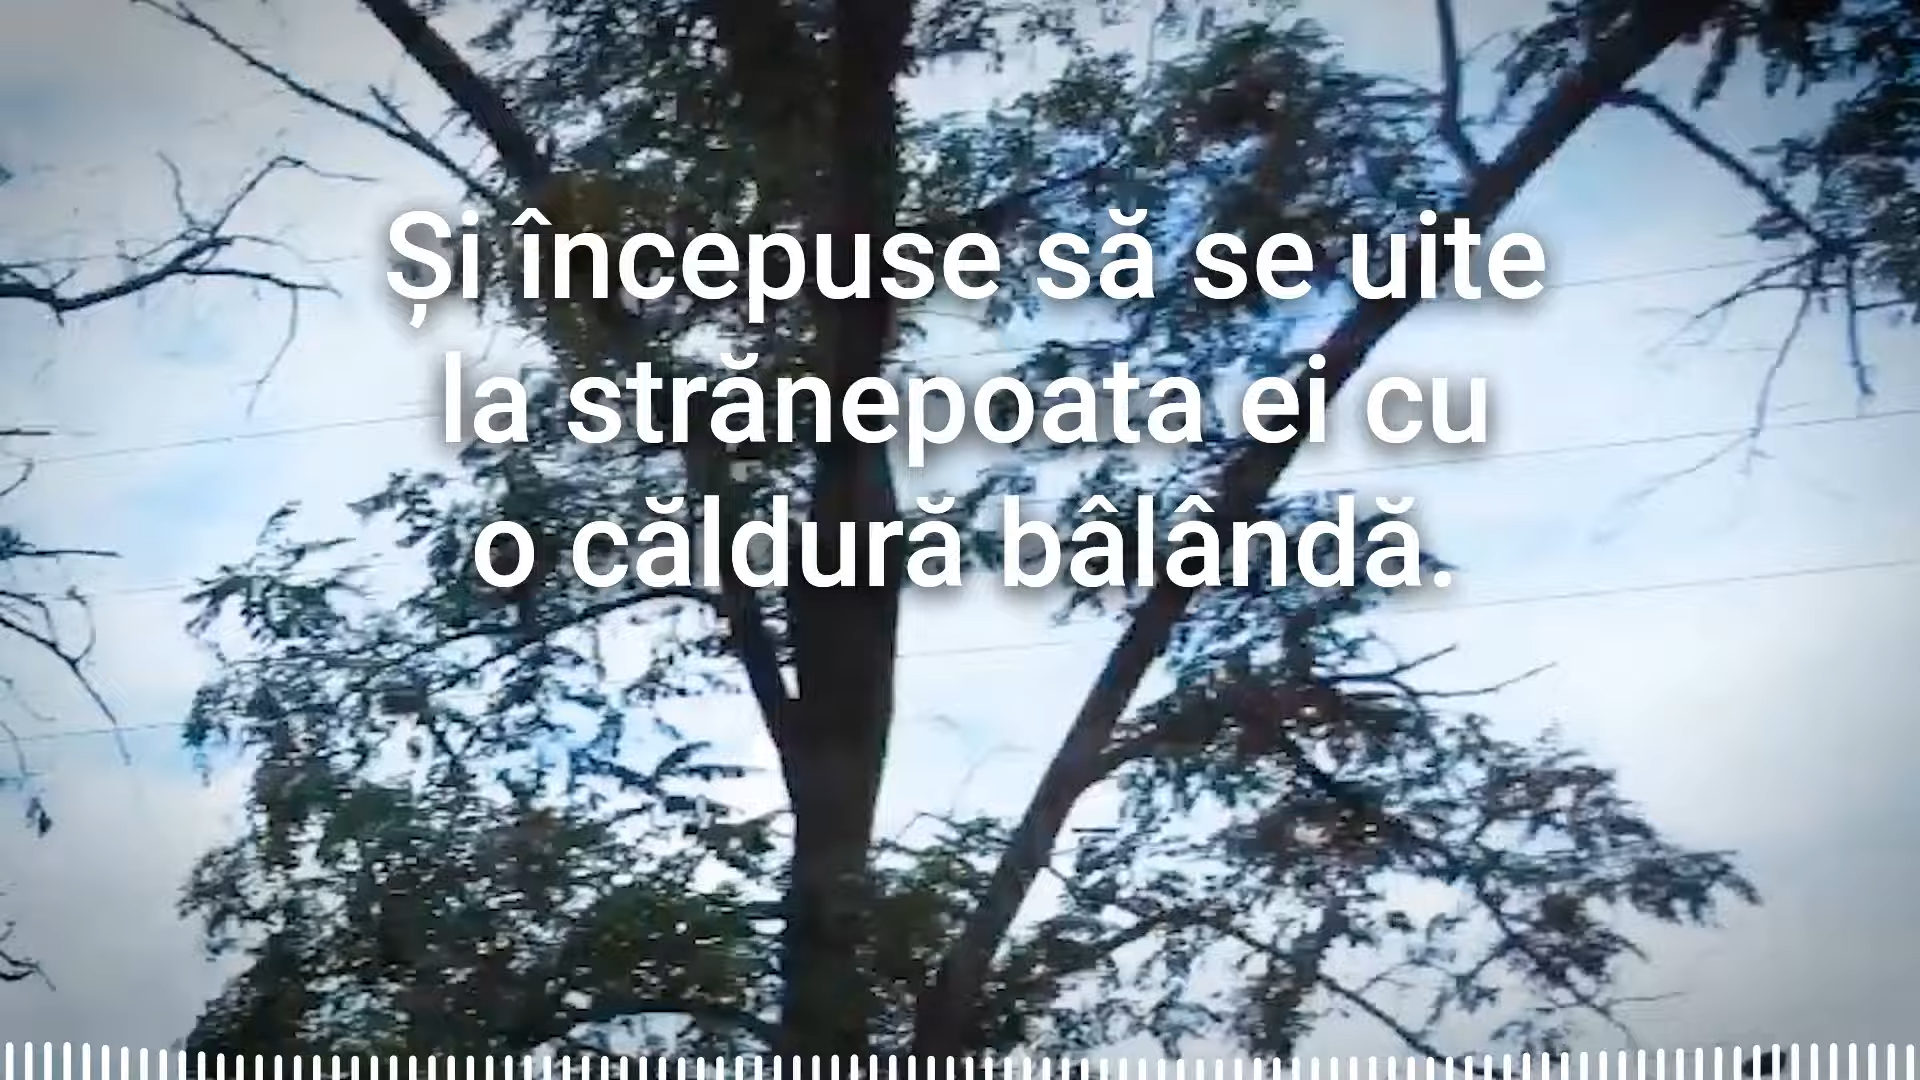 Și începuse să se uite
la strănepoata ei cu
o căldură bâlândă.